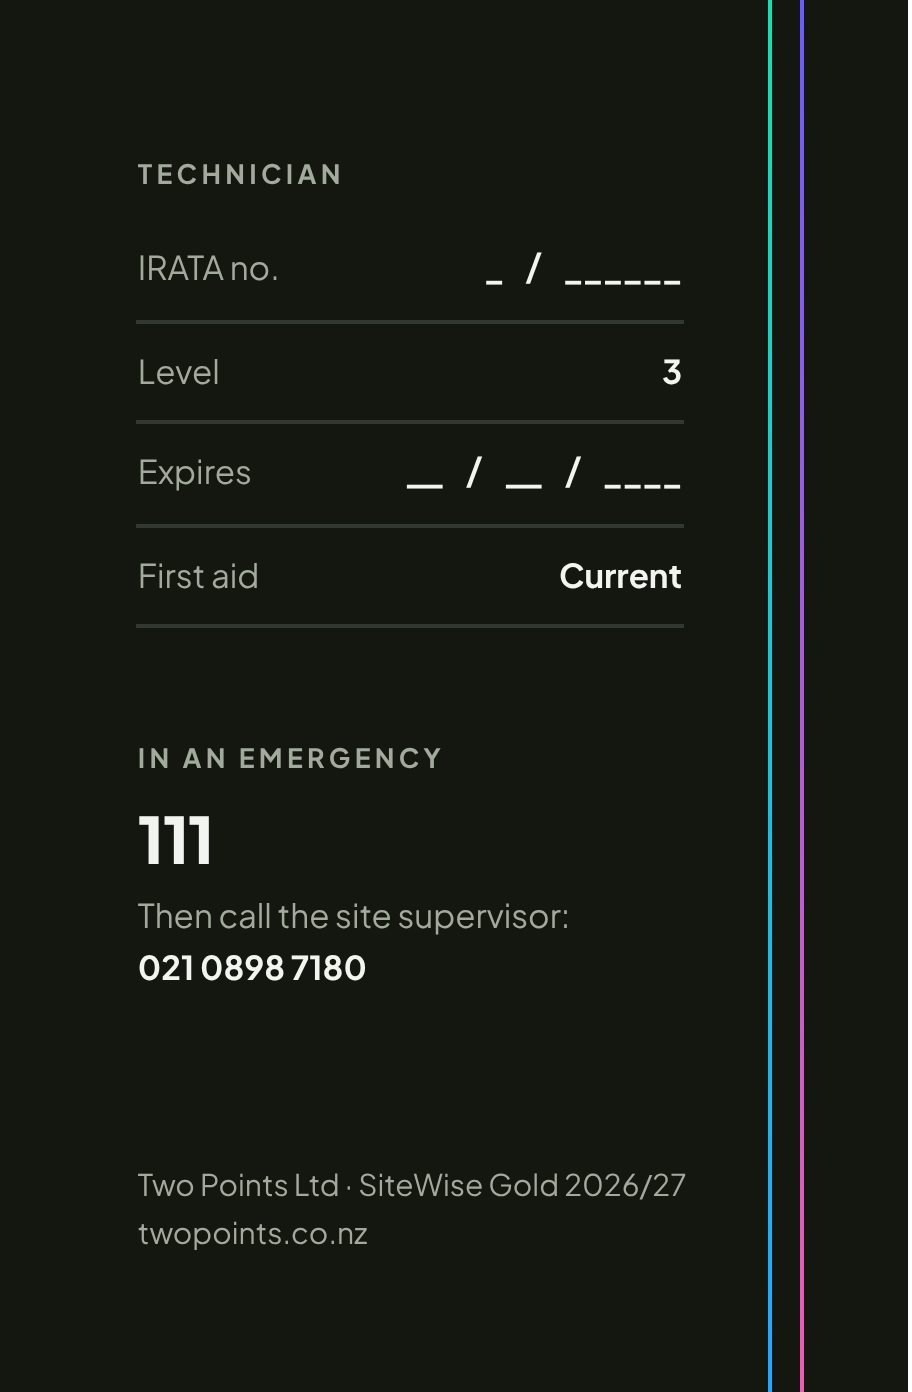 TECHNICIAN
IRATA no. _ / ______
Level 3
Expires __ / __ / ____
First aid Current
IN AN EMERGENCY
111
Then call the site supervisor:
021 0898 7180
Two Points Ltd · SiteWise Gold 2026/27
twopoints.co.nz